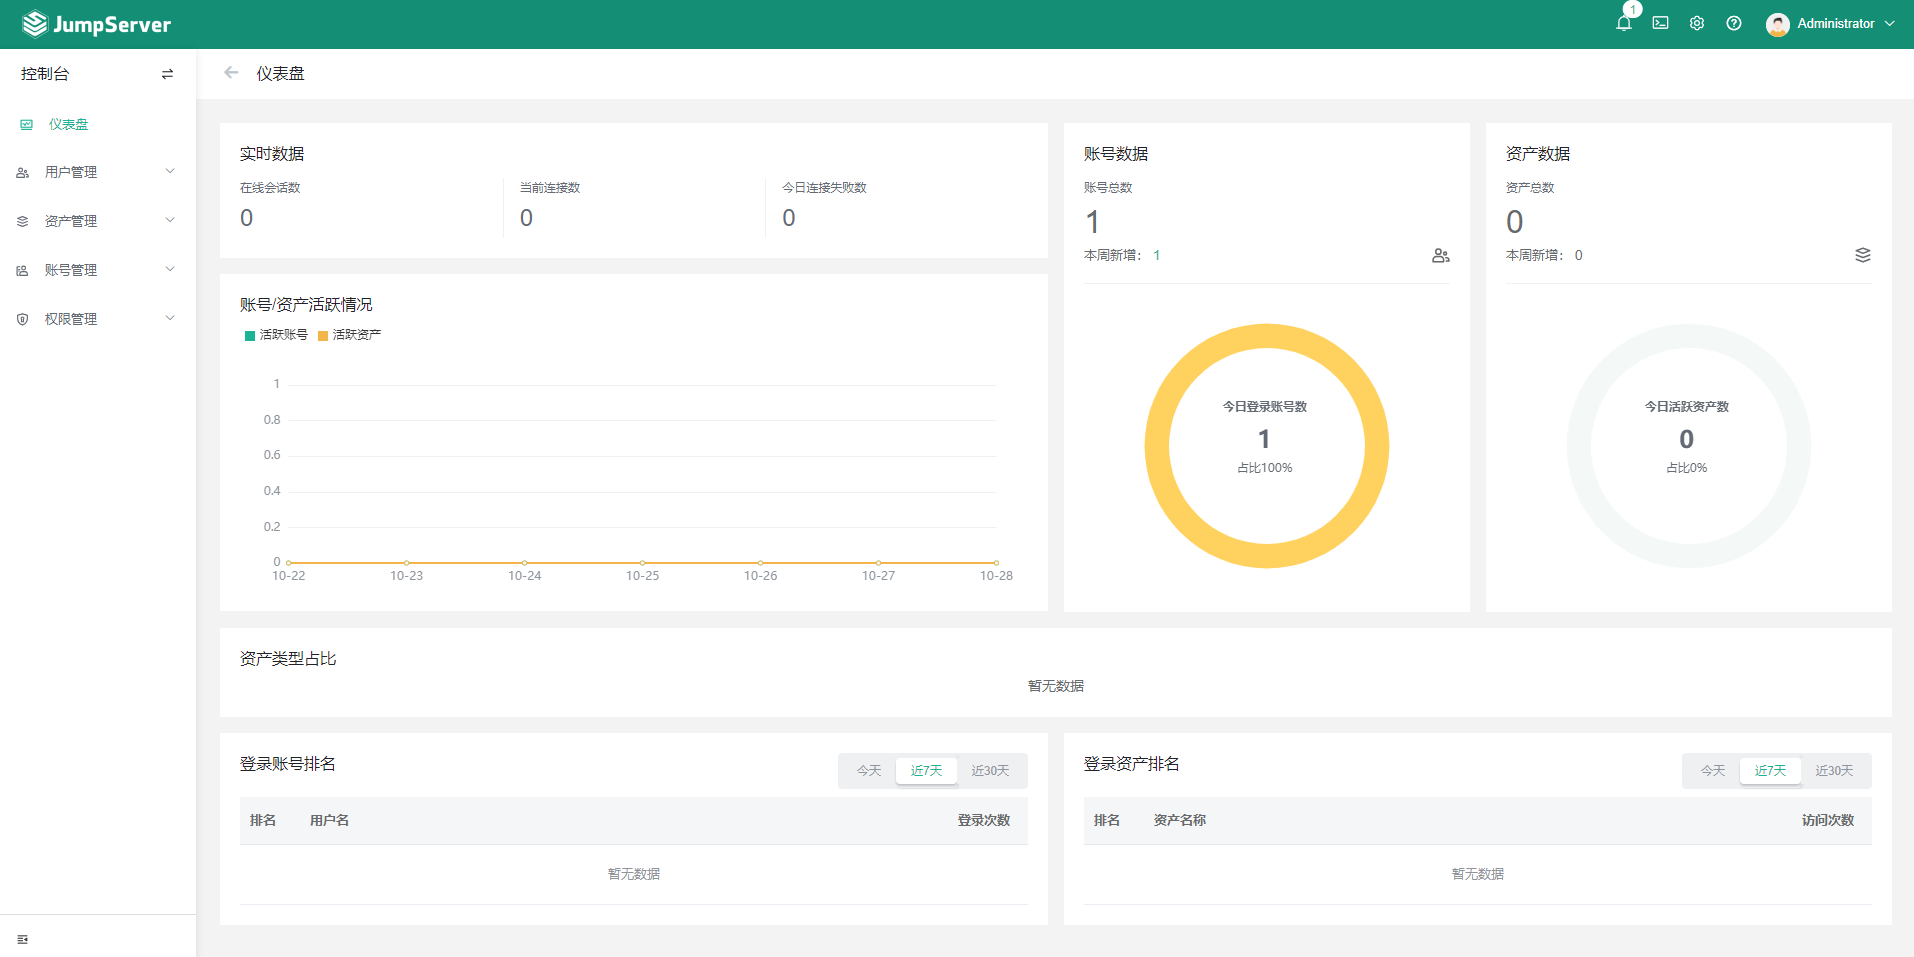 JumpServer
1
Administrator
控制台
仪表盘
仪表盘
用户管理
资产管理
账号管理
权限管理
实时数据
在线会话数
0
当前连接数
0
今日连接失败数
0
账号数据
账号总数
1
本周新增： 1
今日登录账号数
1
占比100%
资产数据
资产总数
0
本周新增： 0
今日活跃资产数
0
占比0%
账号/资产活跃情况
活跃账号 活跃资产
1
0.8
0.6
0.4
0.2
0
10-22 10-23 10-24 10-25 10-26 10-27 10-28
资产类型占比
暂无数据
登录账号排名
今天 近7天 近30天
排名 用户名 登录次数
暂无数据
登录资产排名
今天 近7天 近30天
排名 资产名称 访问次数
暂无数据